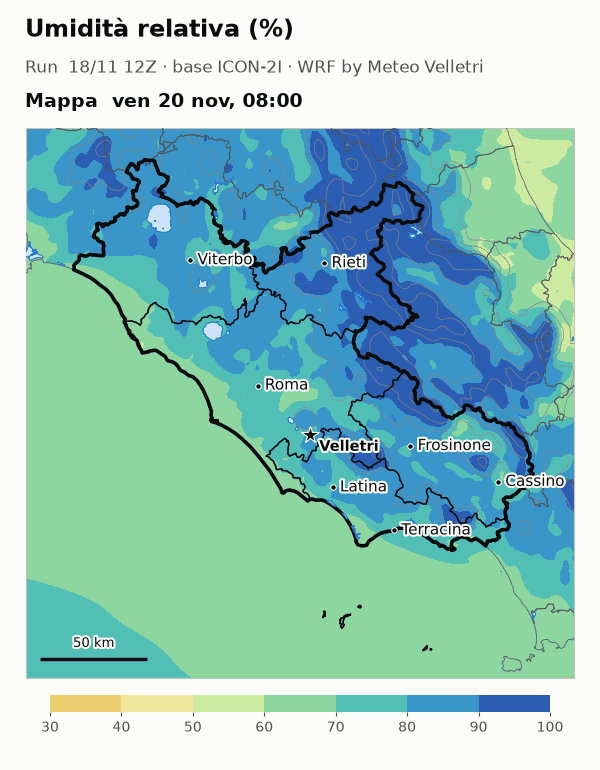 Umidità relativa (%)
Run 18/11 12Z · base ICON-2I · WRF by Meteo Velletri
Mappa ven 20 nov, 08:00
Viterbo
Rieti
Roma
Velletri
Frosinone
Latina
Cassino
Terracina
50 km
30 40 50 60 70 80 90 100